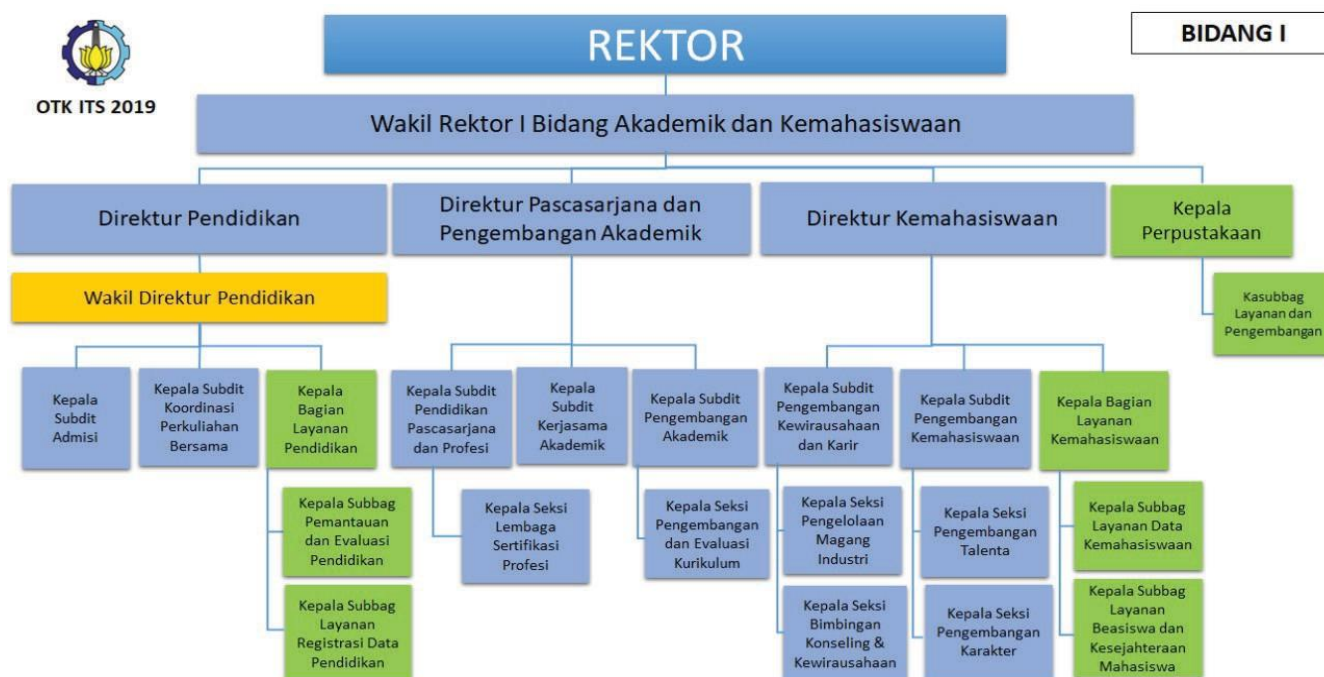 REKTOR
BIDANG I
OTK ITS 2019
Wakil Rektor I Bidang Akademik dan Kemahasiswaan
Direktur Pendidikan
Direktur Pascasarjana dan
Pengembangan Akademik
Direktur Kemahasiswaan
Kepala
Perpustakaan
Wakil Direktur Pendidikan
Kasubbag
Layanan dan
Pengembangan
Kepala
Subdit
Admisi
Kepala Subdit
Koordinasi
Perkuliahan
Bersama
Kepala
Bagian
Layanan
Pendidikan
Kepala Subdit
Pendidikan
Pascasarjana
dan Profesi
Kepala
Subdit
Kerjasama
Akademik
Kepala Subdit
Pengembangan
Akademik
Kepala Subdit
Pengembangan
Kewirausahaan
dan Karir
Kepala Subdit
Pengembangan
Kemahasiswaan
Kepala Bagian
Layanan
Kemahasiswaan
Kepala Subbag
Pemantauan
dan Evaluasi
Pendidikan
Kepala Seksi
Lembaga
Sertifikasi
Profesi
Kepala Seksi
Pengembangan
dan Evaluasi
Kurikulum
Kepala Seksi
Pengelolaan
Magang
Industri
Kepala Seksi
Pengembangan
Talenta
Kepala Subbag
Layanan Data
Kemahasiswaan
Kepala Subbag
Layanan
Registrasi Data
Pendidikan
Kepala Seksi
Bimbingan
Konseling &
Kewirausahaan
Kepala Seksi
Pengembangan
Karakter
Kepala Subbag
Layanan
Beasiswa dan
Kesejahteraan
Mahasiswa